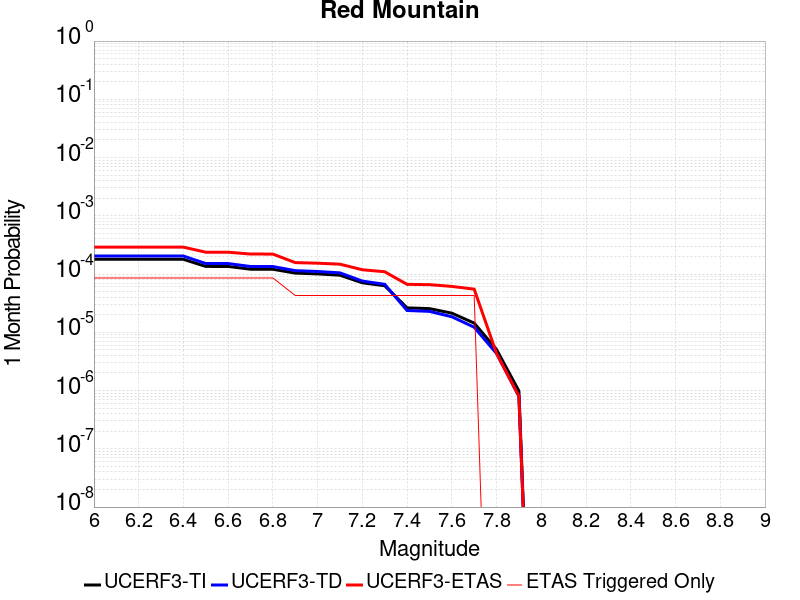 Red Mountain
10^0
10^-1
10^-2
10^-3
10^-4
10^-5
10^-6
10^-7
10^-8
1 Month Probability
6 6.2 6.4 6.6 6.8 7 7.2 7.4 7.6 7.8 8 8.2 8.4 8.6 8.8 9
Magnitude
UCERF3-TI UCERF3-TD UCERF3-ETAS ETAS Triggered Only